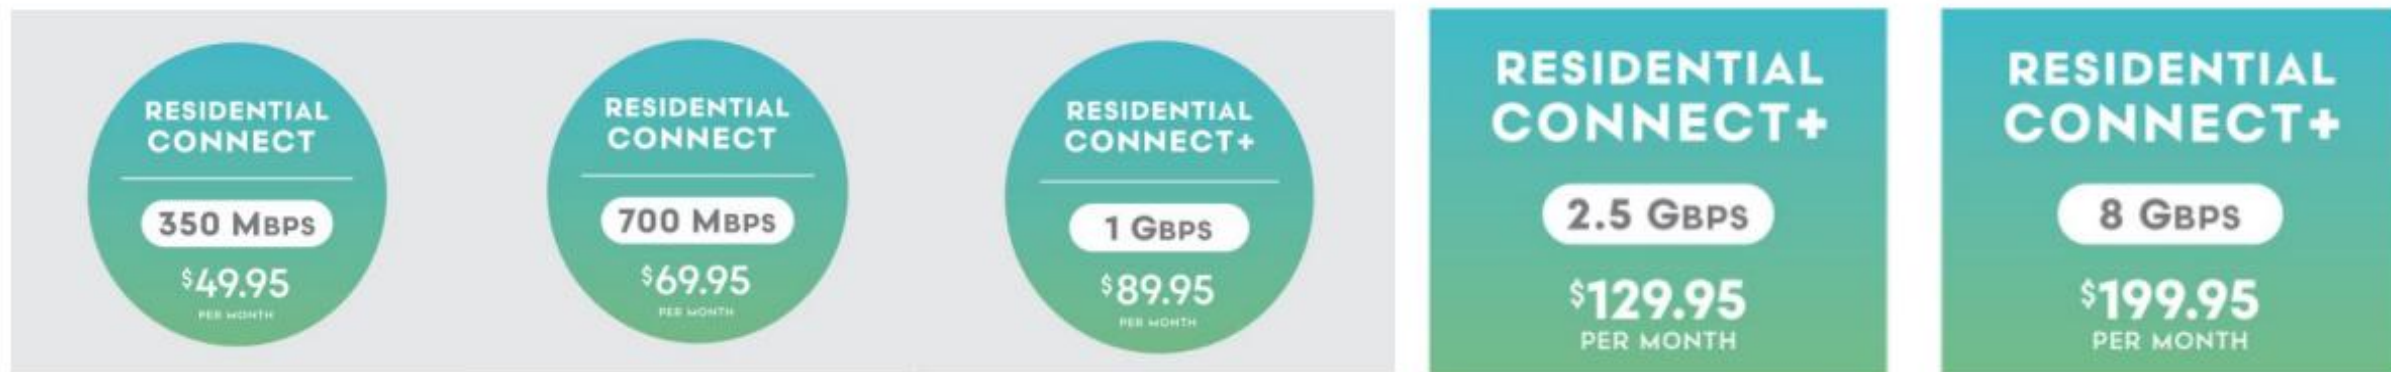 RESIDENTIAL
CONNECT
350 MBPS
$49.95
PER MONTH
RESIDENTIAL
CONNECT
700 MBPS
$69.95
PER MONTH
RESIDENTIAL
CONNECT+
1 GBPS
$89.95
PER MONTH
RESIDENTIAL
CONNECT+
2.5 GBPS
$129.95
PER MONTH
RESIDENTIAL
CONNECT+
8 GBPS
$199.95
PER MONTH